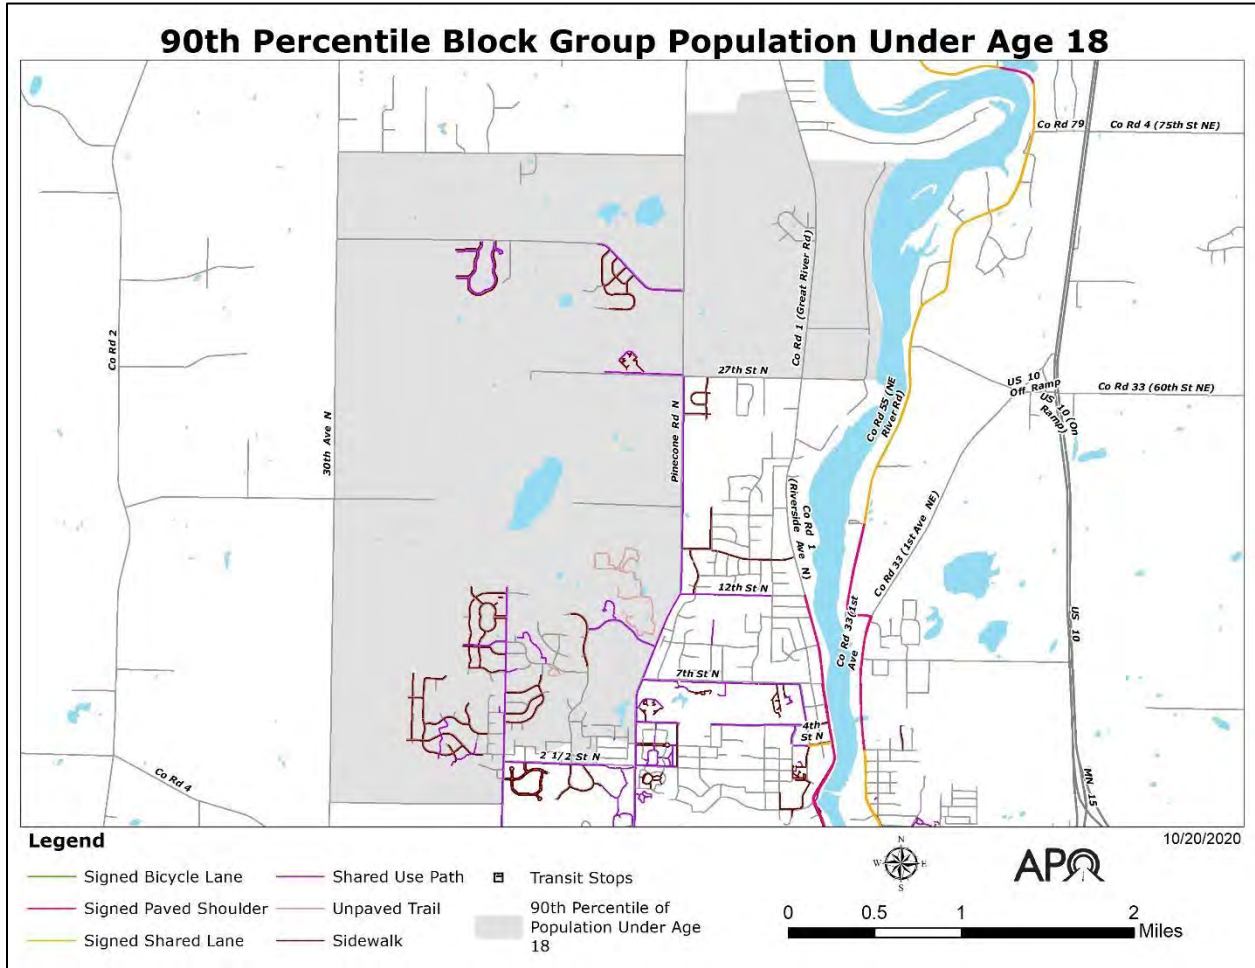 90th Percentile Block Group Population Under Age 18
Co Rd 79
Co Rd 4 (75th St NE)
Co Rd 1 (Great River Rd)
Co Rd 2
30th Ave N
27th St N
Pinecone Rd N
US 10
Off Ramp
US 10 (On
Ramp)
Co Rd 33 (60th St NE)
Co Rd 55 (NE
River Rd)
Co Rd 1
(Riverside Ave N)
Co Rd 33 (1st Ave NE)
12th St N
Co Rd 33(1st
Ave
US 10
7th St N
4th
St N
2 1/2 St N
Co Rd 4
MN 15
10/20/2020
Legend
Signed Bicycle Lane
Signed Paved Shoulder
Signed Shared Lane
Shared Use Path
Unpaved Trail
Sidewalk
Transit Stops
90th Percentile of
Population Under Age
18
N
W
E
S
APO
0 0.5 1 2
Miles